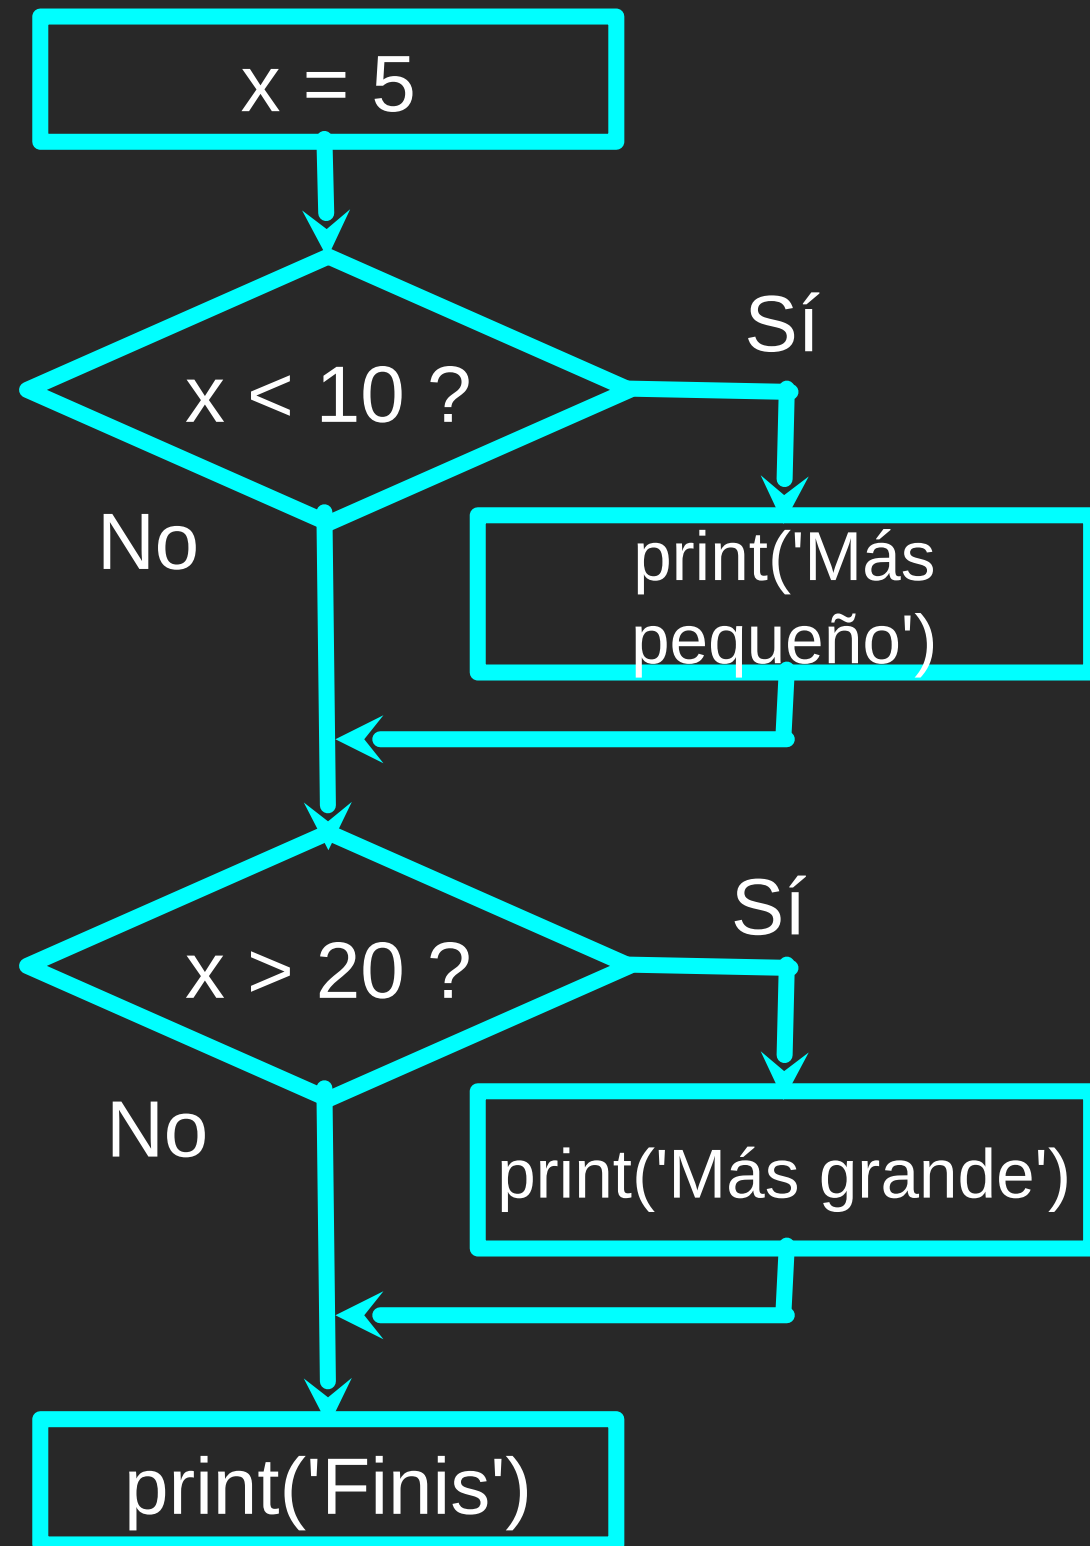 x = 5
Sí
x < 10 ?
No
print('Más
pequeño')
Sí
x > 20 ?
No
print('Más grande')
print('Finis')